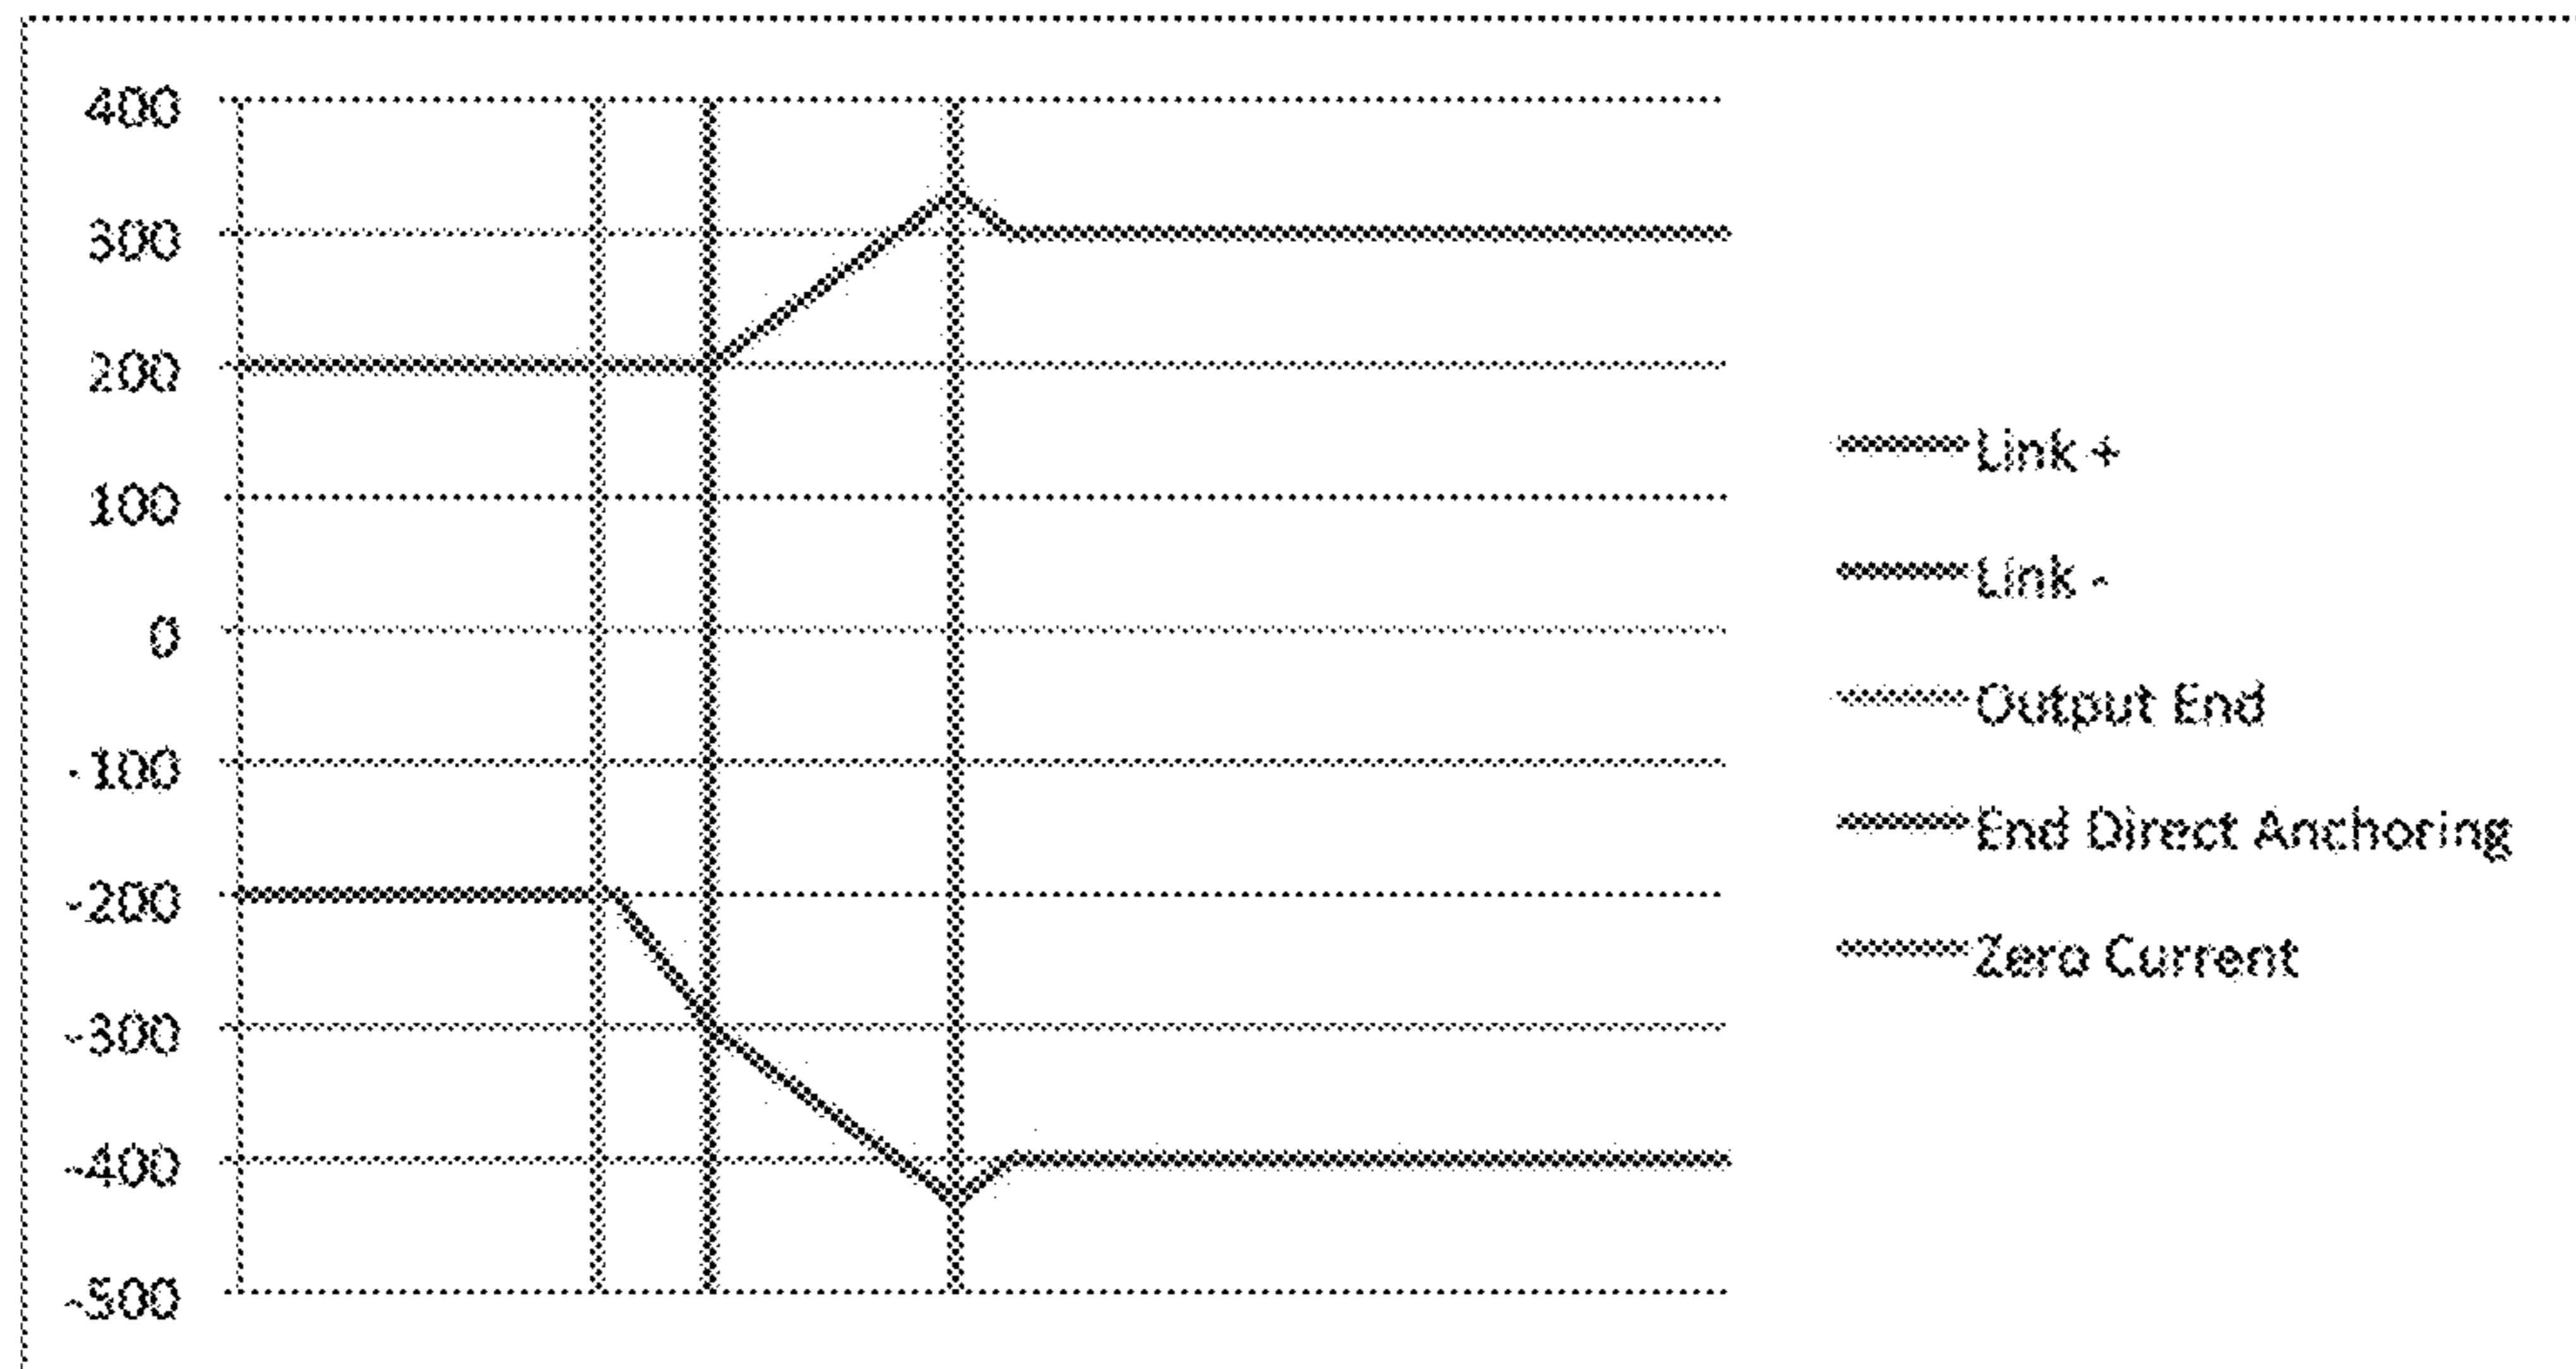 400
300
200
100
0
-100
-200
-300
-400
-500
Link +
Link -
Output End
End Direct Anchoring
Zero Current